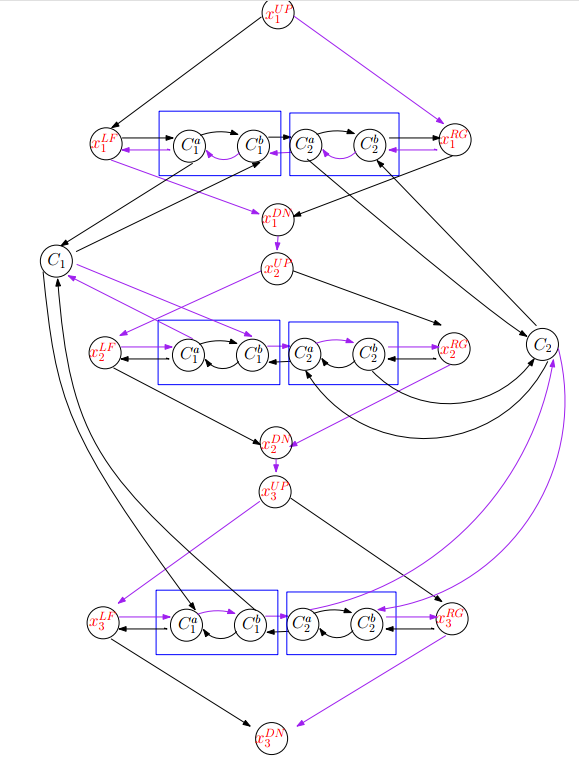 x_1^{UP}
x_1^{LF} C_1^a C_1^b C_2^a C_2^b x_1^{RG}
x_1^{DN}
C_1
x_2^{UP}
x_2^{LF} C_1^a C_1^b C_2^a C_2^b x_2^{RG}
C_2
x_2^{DN}
x_3^{UP}
x_3^{LF} C_1^a C_1^b C_2^a C_2^b x_3^{RG}
x_3^{DN}